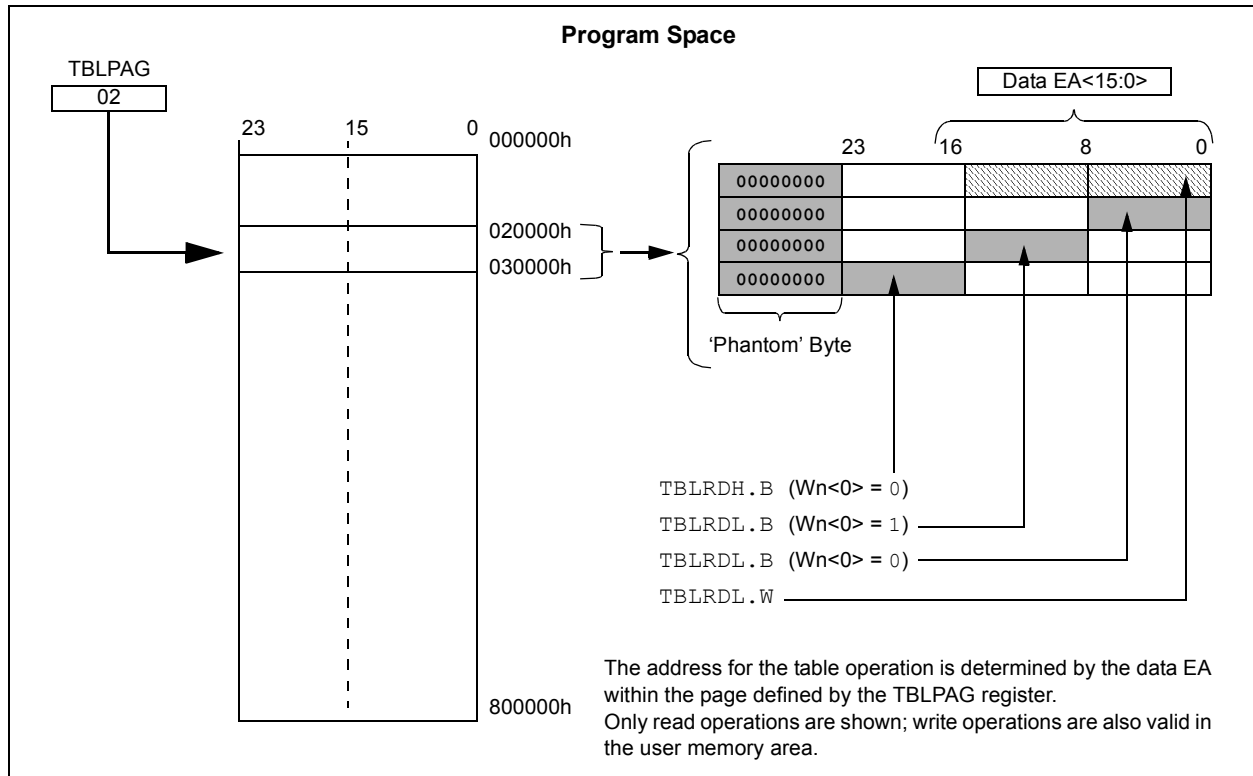 Program Space
TBLPAG
02
Data EA<15:0>
23 15 0
000000h
23 16 8 0
00000000
020000h
00000000
00000000
030000h
00000000
'Phantom' Byte
TBLRDH.B (Wn<0> = 0)
TBLRDL.B (Wn<0> = 1)
TBLRDL.B (Wn<0> = 0)
TBLRDL.W
The address for the table operation is determined by the data EA
within the page defined by the TBLPAG register.
800000h
Only read operations are shown; write operations are also valid in
the user memory area.